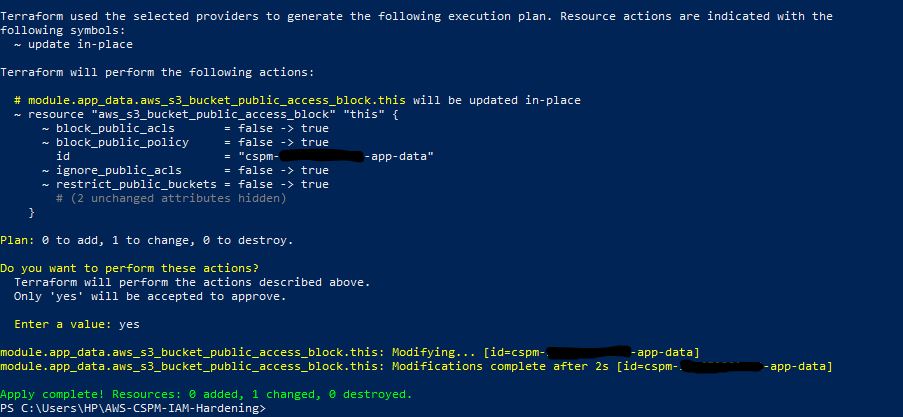 Terraform used the selected providers to generate the following execution plan. Resource actions are indicated with the
following symbols:
  ~ update in-place

Terraform will perform the following actions:

  # module.app_data.aws_s3_bucket_public_access_block.this will be updated in-place
  ~ resource "aws_s3_bucket_public_access_block" "this" {
      ~ block_public_acls       = false -> true
      ~ block_public_policy     = false -> true
        id                      = "cspm- -app-data"
      ~ ignore_public_acls      = false -> true
      ~ restrict_public_buckets = false -> true
        # (2 unchanged attributes hidden)
    }

Plan: 0 to add, 1 to change, 0 to destroy.

Do you want to perform these actions?
  Terraform will perform the actions described above.
  Only 'yes' will be accepted to approve.

  Enter a value: yes

module.app_data.aws_s3_bucket_public_access_block.this: Modifying... [id=cspm- -app-data]
module.app_data.aws_s3_bucket_public_access_block.this: Modifications complete after 2s [id=cspm- -app-data]

Apply complete! Resources: 0 added, 1 changed, 0 destroyed.
PS C:\Users\HP\AWS-CSPM-IAM-Hardening>